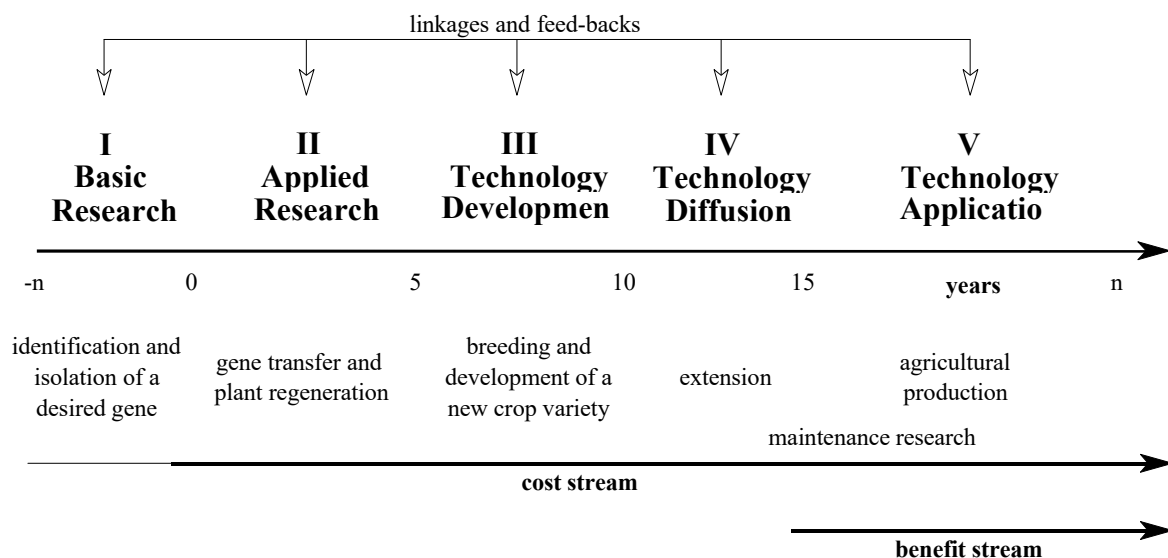 linkages and feed-backs
I
Basic
Research
II
Applied
Research
III
Technology
Developmen
IV
Technology
Diffusion
V
Technology
Applicatio
-n
0
5
10
15
years
n
identification and
isolation of a
desired gene
gene transfer and
plant regeneration
breeding and
development of a
new crop variety
extension
agricultural
production
maintenance research
cost stream
benefit stream